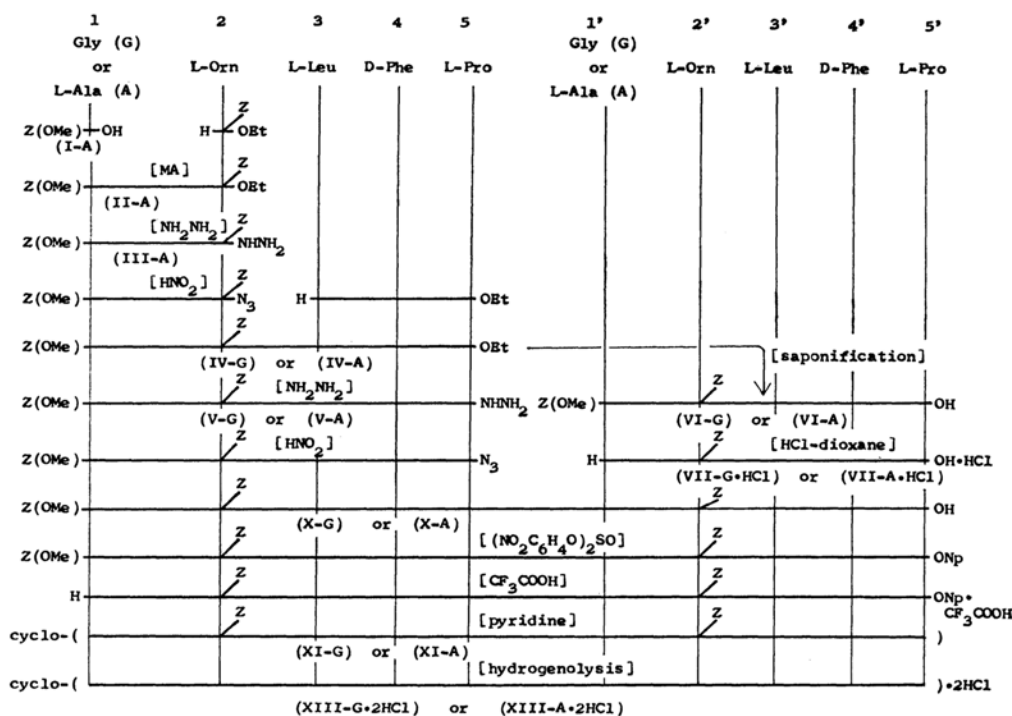 1 2 3 4 5 1' 2' 3' 4' 5'
Gly (G) Gly (G)
or L-Orn L-Leu D-Phe L-Pro or L-Orn L-Leu D-Phe L-Pro
L-Ala (A) L-Ala (A)
Z
Z(OMe) OH H OEt
(I-A)
[MA] Z
Z(OMe) OEt
(II-A)
[NH2NH2] Z
Z(OMe) NHNH2
(III-A)
[HNO2] Z
Z(OMe) N3 H OEt
Z
Z(OMe) OEt
(IV-G) or (IV-A) [saponification]
Z [NH2NH2] Z
Z(OMe) NHNH2 Z(OMe) OH
(V-G) or (V-A) (VI-G) or (VI-A)
Z [HNO2] Z [HCl-dioxane]
Z(OMe) N3 H OH•HCl
(VII-G•HCl) or (VII-A•HCl)
Z Z
Z(OMe) OH
(X-G) or (X-A)
Z [(NO2C6H4O)2SO] Z
Z(OMe) ONp
Z [CF3COOH] Z
H ONp•
CF3COOH
Z [pyridine] Z
cyclo-( )
(XI-G) or (XI-A)
[hydrogenolysis]
cyclo-( )•2HCl
(XIII-G•2HCl) or (XIII-A•2HCl)